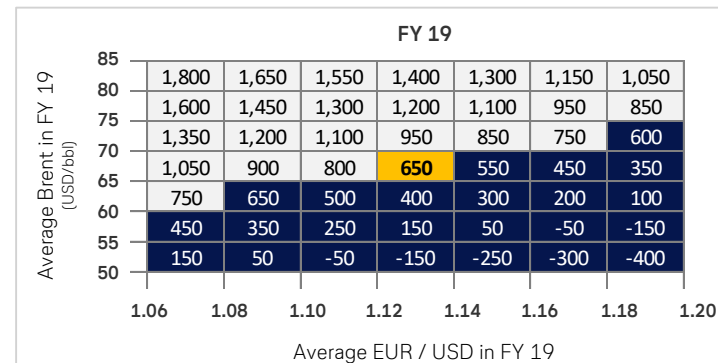 FY 19
Average Brent in FY 19
(USD/bbl)
85
1,800 1,650 1,550 1,400 1,300 1,150 1,050
80
1,600 1,450 1,300 1,200 1,100 950 850
75
1,350 1,200 1,100 950 850 750 600
70
1,050 900 800 650 550 450 350
65
750 650 500 400 300 200 100
60
450 350 250 150 50 -50 -150
55
150 50 -50 -150 -250 -300 -400
50
1.06 1.08 1.10 1.12 1.14 1.16 1.18 1.20
Average EUR / USD in FY 19